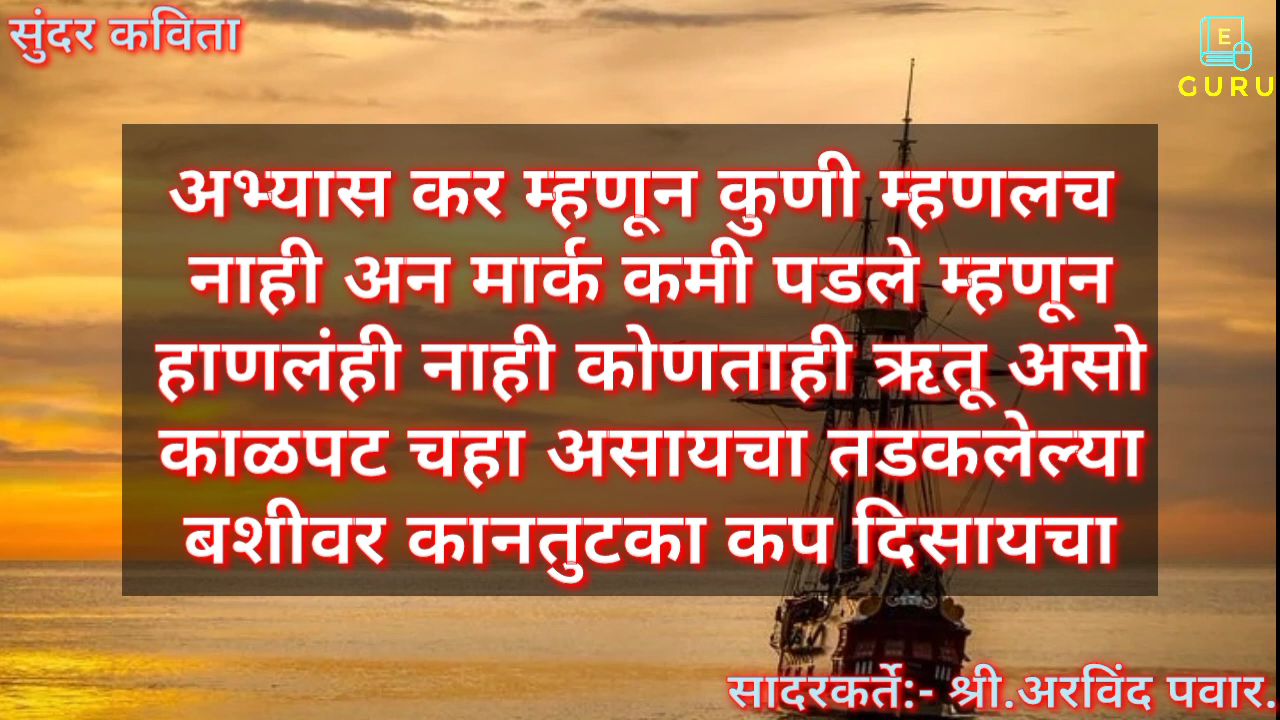 सुंदर कविता
E
GURU
अभ्यास कर म्हणून कुणी म्हणलच
नाही अन मार्क कमी पडले म्हणून
हाणलंही नाही कोणताही ऋतू असो
काळपट चहा असायचा तडकलेल्या
बशीवर कानतुटका कप दिसायचा
सादरकर्ते:- श्री.अरविंद पवार.